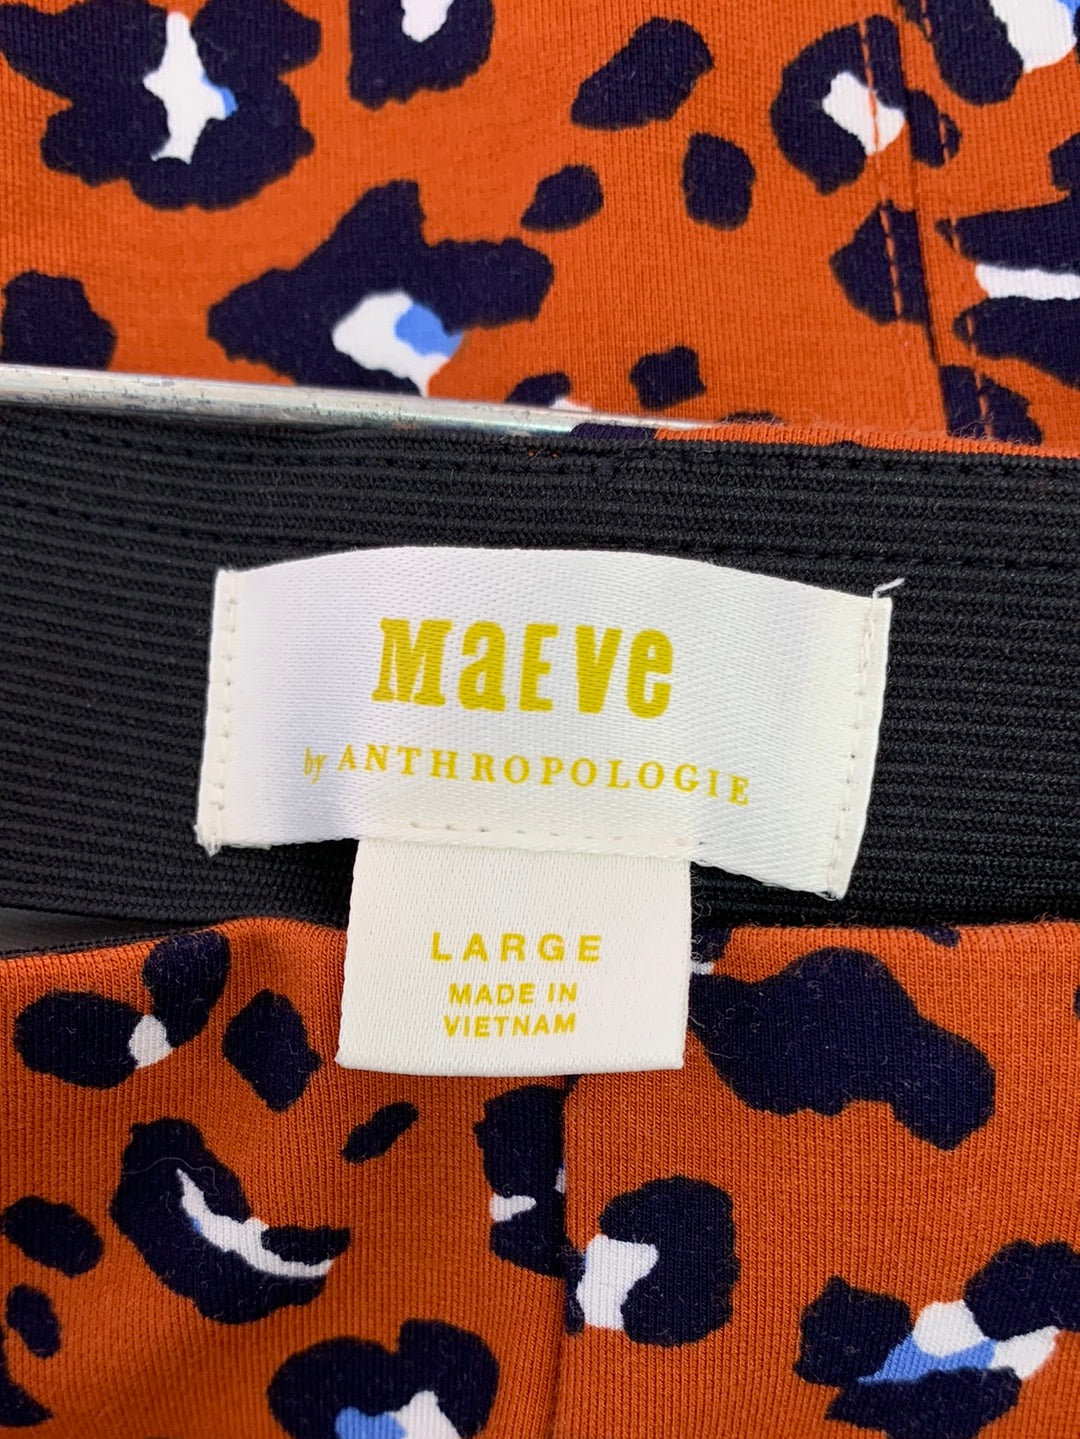 MaEVe
by ANTHROPOLOGIE
LARGE
MADE IN
VIETNAM